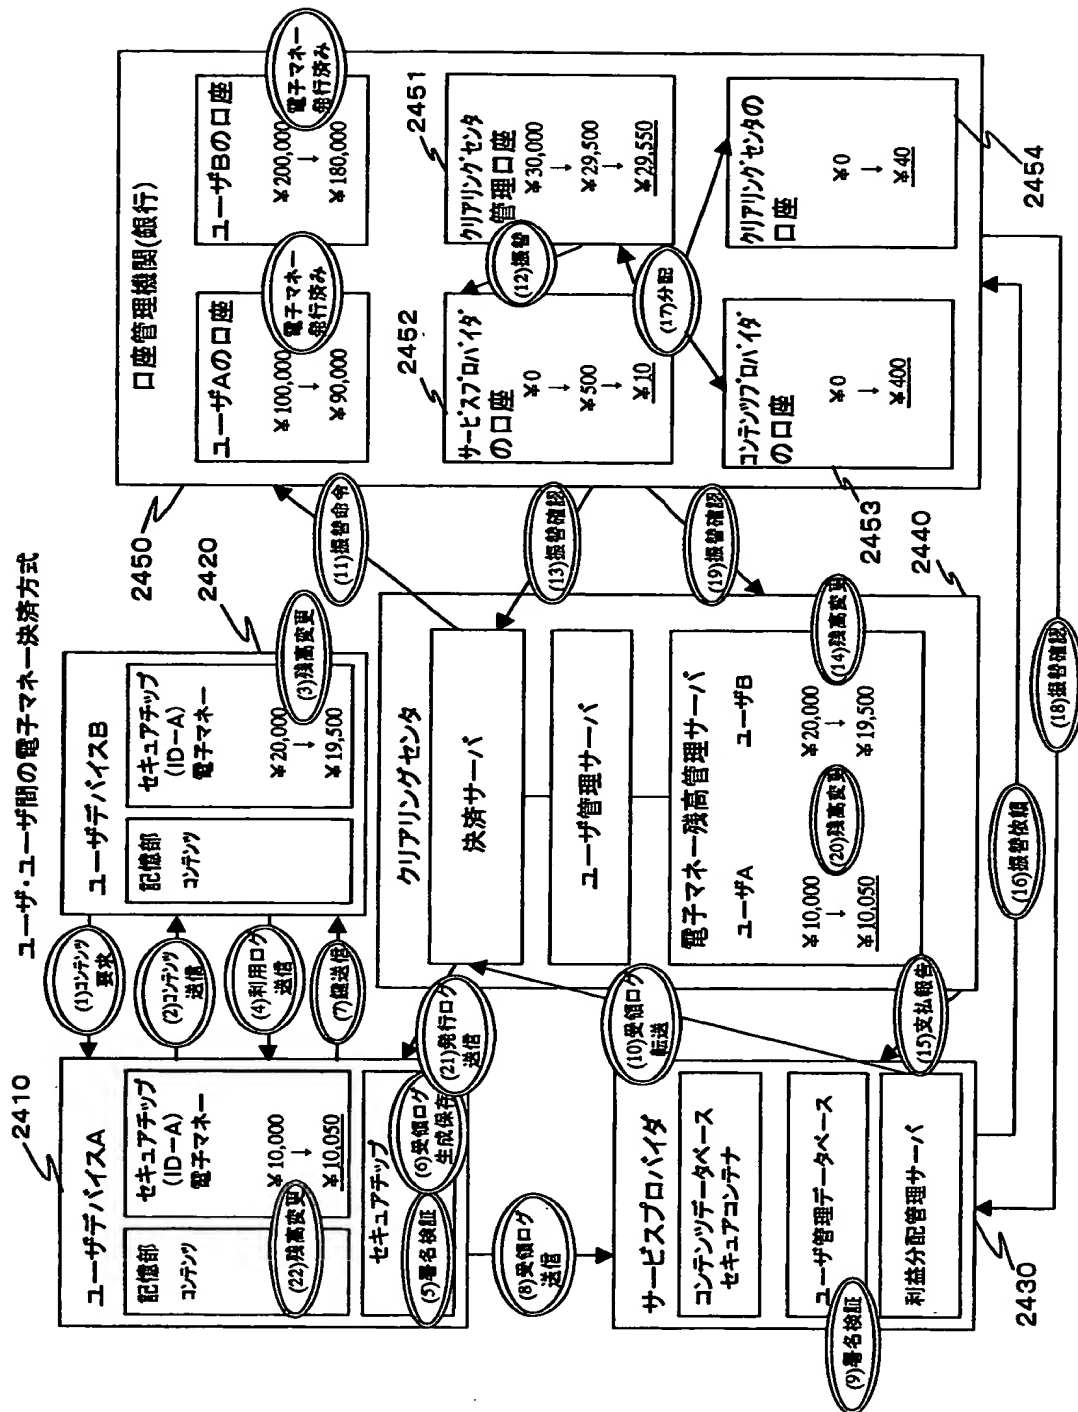 ユーザ・ユーザ間の電子マネー決済方式
2410
ユーザデバイスA
記憶部
コンテンツ
セキュアチップ
(ID-A)
電子マネー
¥10,000
↓
¥10,050
(22)残高変更
セキュアチップ
(5)署名検証
(6)受領ログ
生成保存
(1)コンテンツ
要求
(2)コンテンツ
送信
(4)利用ログ
送信
(7)鍵送信
2420
ユーザデバイスB
記憶部
コンテンツ
セキュアチップ
(ID-A)
電子マネー
¥20,000
↓
¥19,500
(3)残高変更
(8)受領ログ
送信
(21)発行ログ
送信
(10)受領ログ
転送
(15)支払報告
サービスプロバイダ
コンテンツデータベース
セキュアコンテナ
ユーザ管理データベース
利益分配管理サーバ
(9)署名検証
2430
クリアリングセンタ
決済サーバ
ユーザ管理サーバ
電子マネー残高管理サーバ
ユーザA
¥10,000
↓
¥10,050
(20)残高変更
ユーザB
¥20,000
↓
¥19,500
(14)残高変更
2440
(11)振替命令
(13)振替確認
(19)振替確認
2450
口座管理機関(銀行)
ユーザAの口座
¥100,000
↓
¥90,000
電子マネー
発行済み
ユーザBの口座
¥200,000
↓
¥180,000
電子マネー
発行済み
2452
サービスプロバイダ
の口座
¥0
↓
¥500
↓
¥10
(12)振替
2451
クリアリングセンタ
管理口座
¥30,000
↓
¥29,500
↓
¥29,550
(17)分配
コンテンツプロバイダ
の口座
¥0
↓
¥400
2453
クリアリングセンタの
口座
¥0
↓
¥40
2454
(16)振替依頼
(18)振替確認